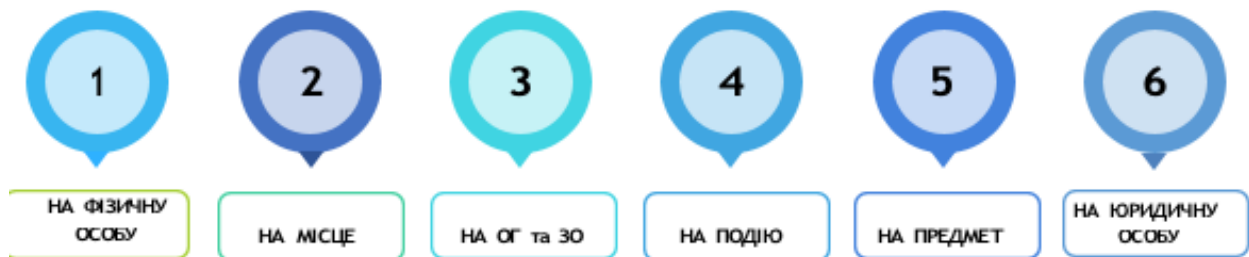 1
2
3
4
5
6
НА ФІЗИЧНУ
ОСОБУ
НА МІСЦЕ
НА ОГ та ЗО
НА ПОДІЮ
НА ПРЕДМЕТ
НА ЮРИДИЧНУ
ОСОБУ